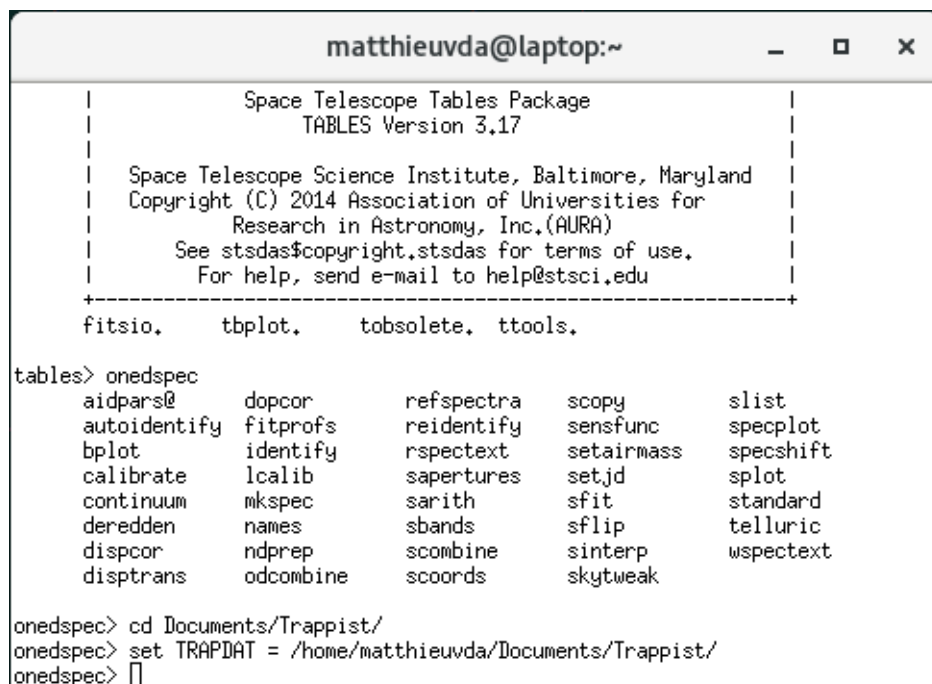 matthieuvda@laptop:~
| Space Telescope Tables Package |
| TABLES Version 3.17 |
| |
| Space Telescope Science Institute, Baltimore, Maryland |
| Copyright (C) 2014 Association of Universities for |
| Research in Astronomy, Inc.(AURA) |
| See stsdas$copyright.stsdas for terms of use. |
| For help, send e-mail to help@stsci.edu |
+------------------------------------------------------------+
fitsio. tbplot. tobsolete. ttools.
tables> onedspec
aidpars@ dopcor refspectra scopy slist
autoidentify fitprofs reidentify sensfunc specplot
bplot identify rspectext setairmass specshift
calibrate lcalib sapertures setjd splot
continuum mkspec sarith sfit standard
deredden names sbands sflip telluric
dispcor ndprep scombine sinterp wspectext
disptrans odcombine scoords skytweak
onedspec> cd Documents/Trappist/
onedspec> set TRAPDAT = /home/matthieuvda/Documents/Trappist/
onedspec>